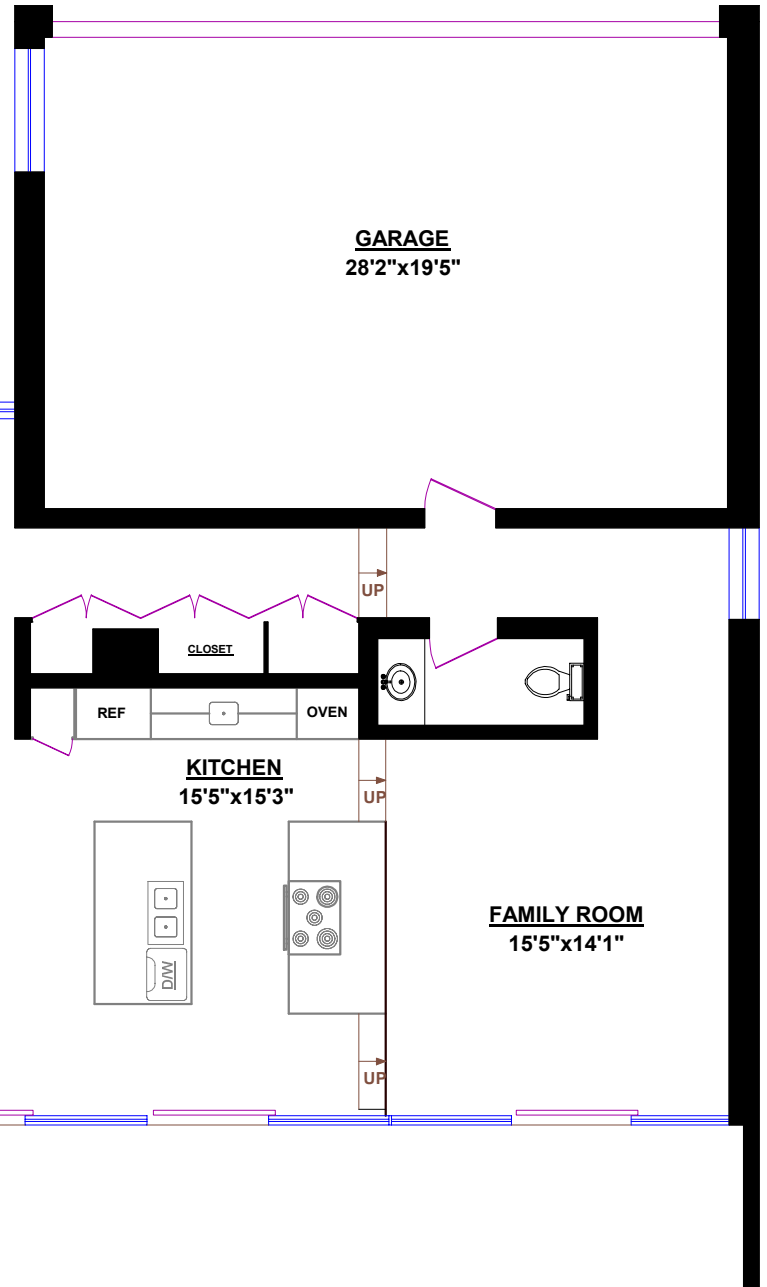 GARAGE
28'2"x19'5"
UP
CLOSET
REF
OVEN
KITCHEN
15'5"x15'3"
UP
FAMILY ROOM
15'5"x14'1"
D/W
UP